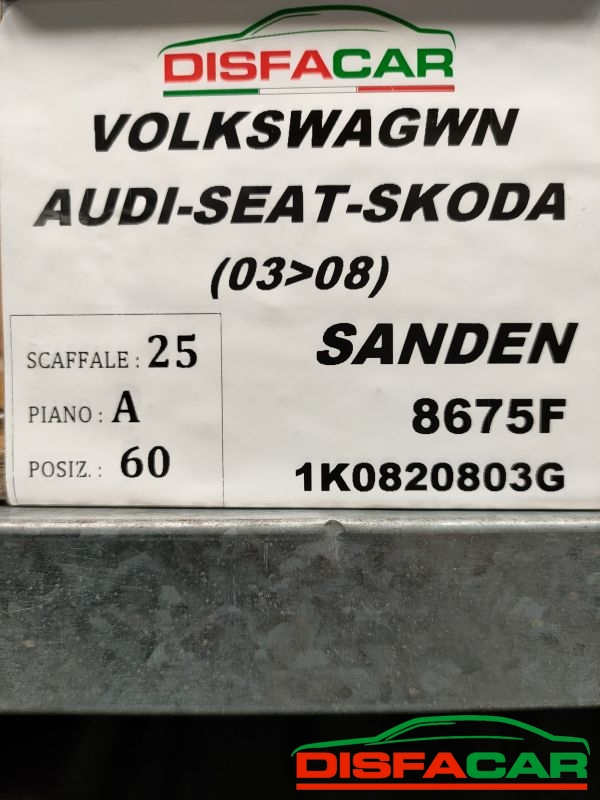 DISFACAR
VOLKSWAGWN
AUDI-SEAT-SKODA
(03>08)
SANDEN
8675F
1K0820803G
SCAFFALE : 25
PIANO : A
POSIZ. : 60
DISFACAR